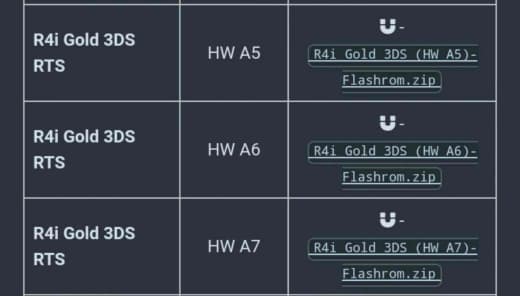 R4i Gold 3DS
RTS
HW A5
-
R4i Gold 3DS (HW A5)-
Flashrom.zip
R4i Gold 3DS
RTS
HW A6
-
R4i Gold 3DS (HW A6)-
Flashrom.zip
R4i Gold 3DS
RTS
HW A7
-
R4i Gold 3DS (HW A7)-
Flashrom.zip